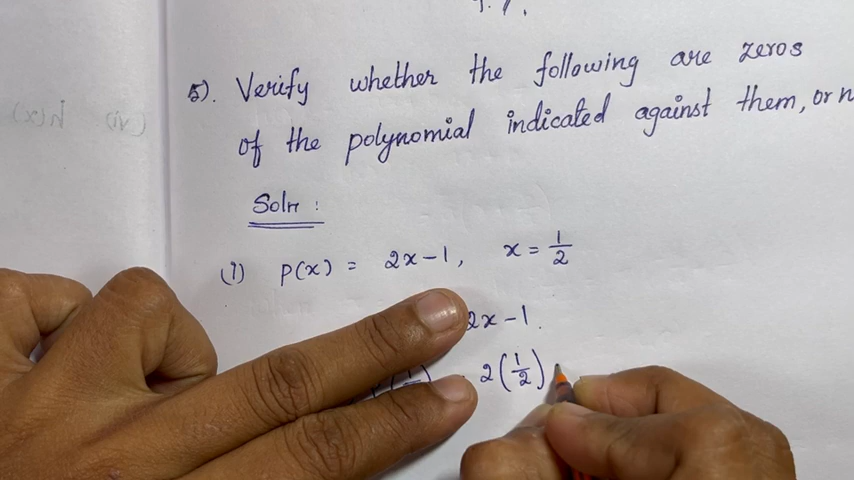 5). Verify whether the following are zeros
of the polynomial indicated against them, or n
Soln :
(i) p(x) = 2x-1, x = 1/2
2x-1.
2(1/2)
(vi) h(x)